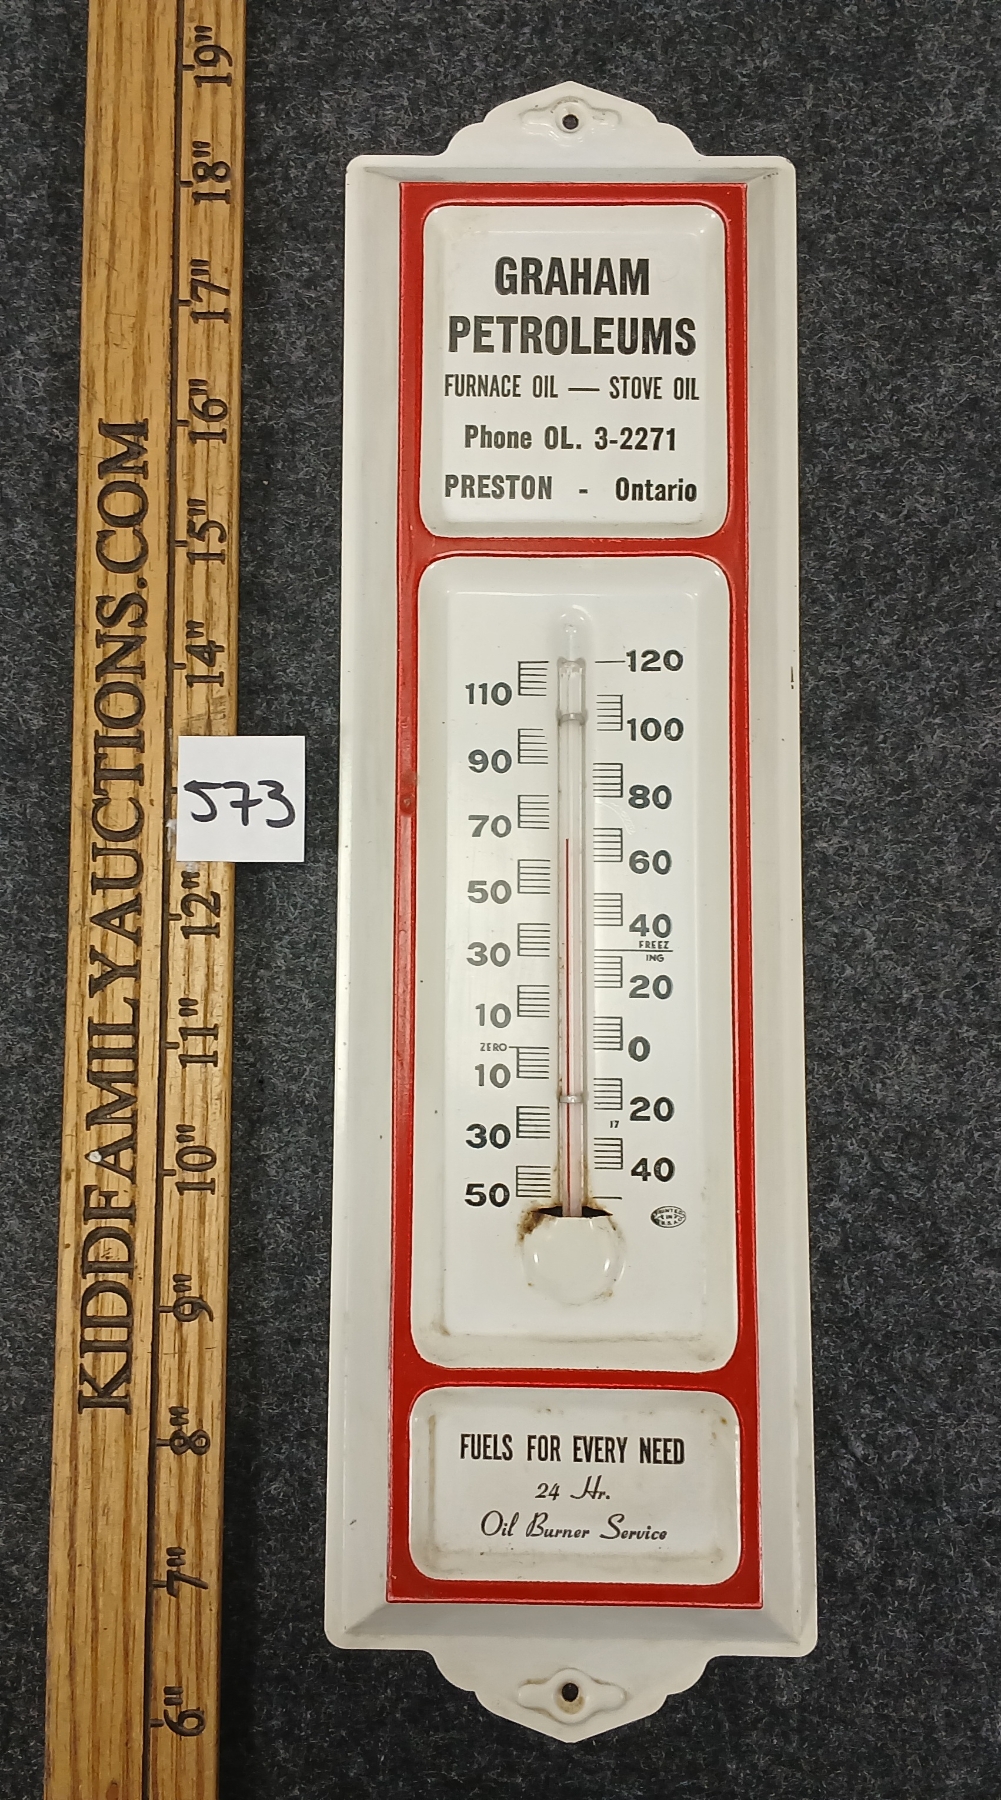 GRAHAM
PETROLEUMS
FURNACE OIL — STOVE OIL
Phone OL. 3-2271
PRESTON - Ontario
120
110
100
90
80
70
60
50
40
FREEZ
ING
30
20
10
0
ZERO
10
20
17
30
40
50
PRINTED
IN
U.S.A.
FUELS FOR EVERY NEED
24 Hr.
Oil Burner Service
573
KIDDFAMILYAUCTIONS.COM
19"
18"
17"
16"
15"
14"
12"
11"
10"
9"
8"
7"
6"